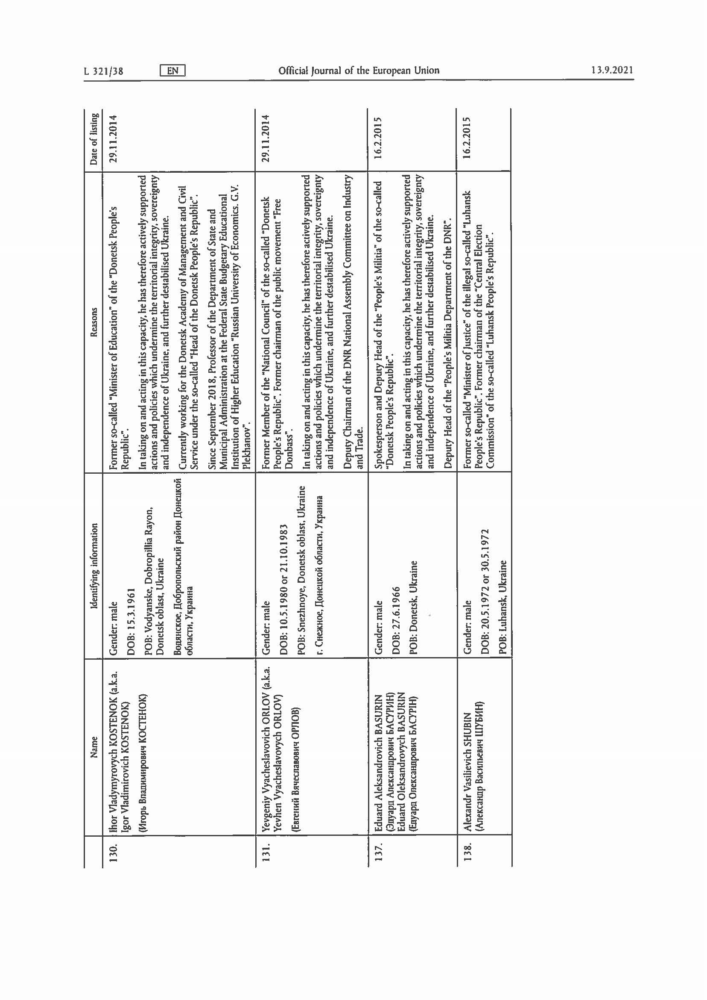 L 321/38
EN
Official Journal of the European Union
13.9.2021
Name
Identifying information
Reasons
Date of listing
130.
Ihor Vladymyrovych KOSTENOK (a.k.a.
Igor Vladimirovich KOSTENOK)
(Игорь Владимирович КОСТЕНОК)
Gender: male
DOB: 15.3.1961
POB: Vodyanske, Dobropillia Rayon,
Donetsk oblast, Ukraine
Водянское, Добропольский район Донецкой
области, Украина
Former so-called "Minister of Education" of the "Donetsk People's
Republic".
In taking on and acting in this capacity, he has therefore actively supported
actions and policies which undermine the territorial integrity, sovereignty
and independence of Ukraine, and further destabilised Ukraine.
Currently working for the Donetsk Academy of Management and Civil
Service under the so-called "Head of the Donetsk People's Republic".
Since September 2018, Professor of the Department of State and
Municipal Administration at the Federal State Budgetary Educational
Institution of Higher Education "Russian University of Economics. G.V.
Plekhanov".
29.11.2014
131.
Yevgeniy Vyacheslavovich ORLOV (a.k.a.
Yevhen Vyacheslavovych ORLOV)
(Евгений Вячеславович ОРЛОВ)
Gender: male
DOB: 10.5.1980 or 21.10.1983
POB: Snezhnoye, Donetsk oblast, Ukraine
г. Снежное, Донецкой области, Украина
Former Member of the "National Council" of the so-called "Donetsk
People's Republic". Former chairman of the public movement "Free
Donbass".
In taking on and acting in this capacity, he has therefore actively supported
actions and policies which undermine the territorial integrity, sovereignty
and independence of Ukraine, and further destabilised Ukraine.
Deputy Chairman of the DNR National Assembly Committee on Industry
and Trade.
29.11.2014
137.
Eduard Aleksandrovich BASURIN
(Эдуард Александрович БАСУРИН)
Eduard Oleksandrovych BASURIN
(Едуард Олександрович БАСУРІН)
Gender: male
DOB: 27.6.1966
POB: Donetsk, Ukraine
Spokesperson and Deputy Head of the "People's Militia" of the so-called
"Donetsk People's Republic".
In taking on and acting in this capacity, he has therefore actively supported
actions and policies which undermine the territorial integrity, sovereignty
and independence of Ukraine, and further destabilised Ukraine.
Deputy Head of the "People's Militia Department of the DNR".
16.2.2015
138.
Alexandr Vasilievich SHUBIN
(Александр Васильевич ШУБИН)
Gender: male
DOB: 20.5.1972 or 30.5.1972
POB: Luhansk, Ukraine
Former so-called "Minister of Justice" of the illegal so-called "Luhansk
People's Republic". Former chairman of the "Central Election
Commission" of the so-called "Luhansk People's Republic".
16.2.2015